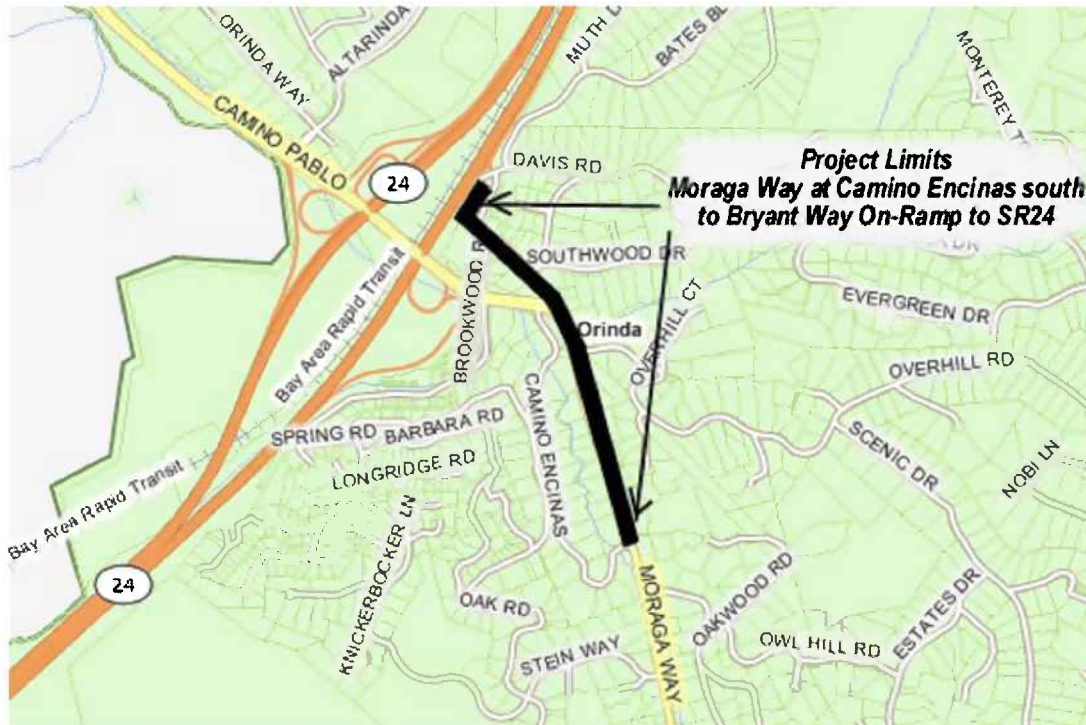 ORINDA WAY
ALTARINDA
MUTH D
BATES BL
MONTEREY T
CAMINO PABLO
24
DAVIS RD
Project Limits
Moraga Way at Camino Encinas south
to Bryant Way On-Ramp to SR24
SOUTHWOOD DR
DR
Bay Area Rapid Transit
BROOKWOOD R
EVERGREEN DR
Orinda
OVERHILL CT
OVERHILL RD
CAMINO ENCINAS
SPRING RD
BARBARA RD
SCENIC DR
LONGRIDGE RD
NOBI LN
Bay Area Rapid Transit
KNICKERBOCKER LN
24
OAK RD
MORAGA WAY
OAKWOOD RD
ESTATES DR
OWL HILL RD
STEIN WAY